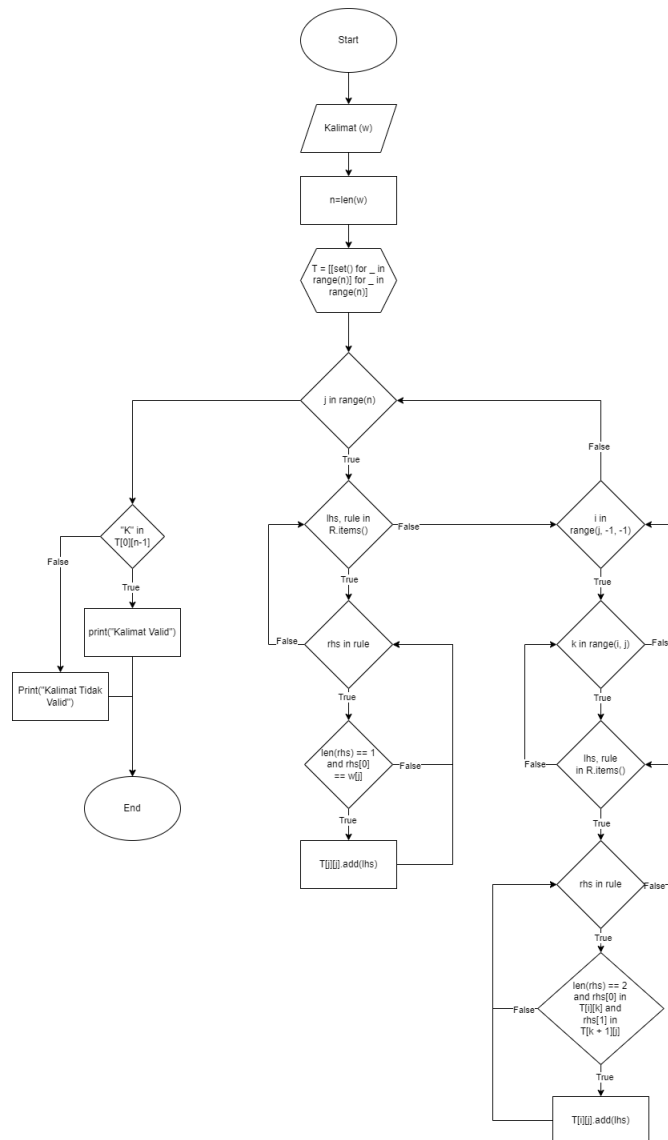 Start
Kalimat (w)
n=len(w)
T = [[set() for _ in
range(n)] for _ in
range(n)]
j in range(n)
True
False
"K" in
T[0][n-1]
False
True
print("Kalimat Valid")
Print("Kalimat Tidak
Valid")
End
lhs, rule in
R.items()
False
True
rhs in rule
False
True
len(rhs) == 1
and rhs[0]
== w[j]
False
True
T[j][j].add(lhs)
i in
range(j, -1, -1)
True
k in range(i, j)
False
True
lhs, rule
in R.items()
False
True
rhs in rule
False
True
len(rhs) == 2
and rhs[0] in
T[i][k] and
rhs[1] in
T[k + 1][j]
False
True
T[i][j].add(lhs)